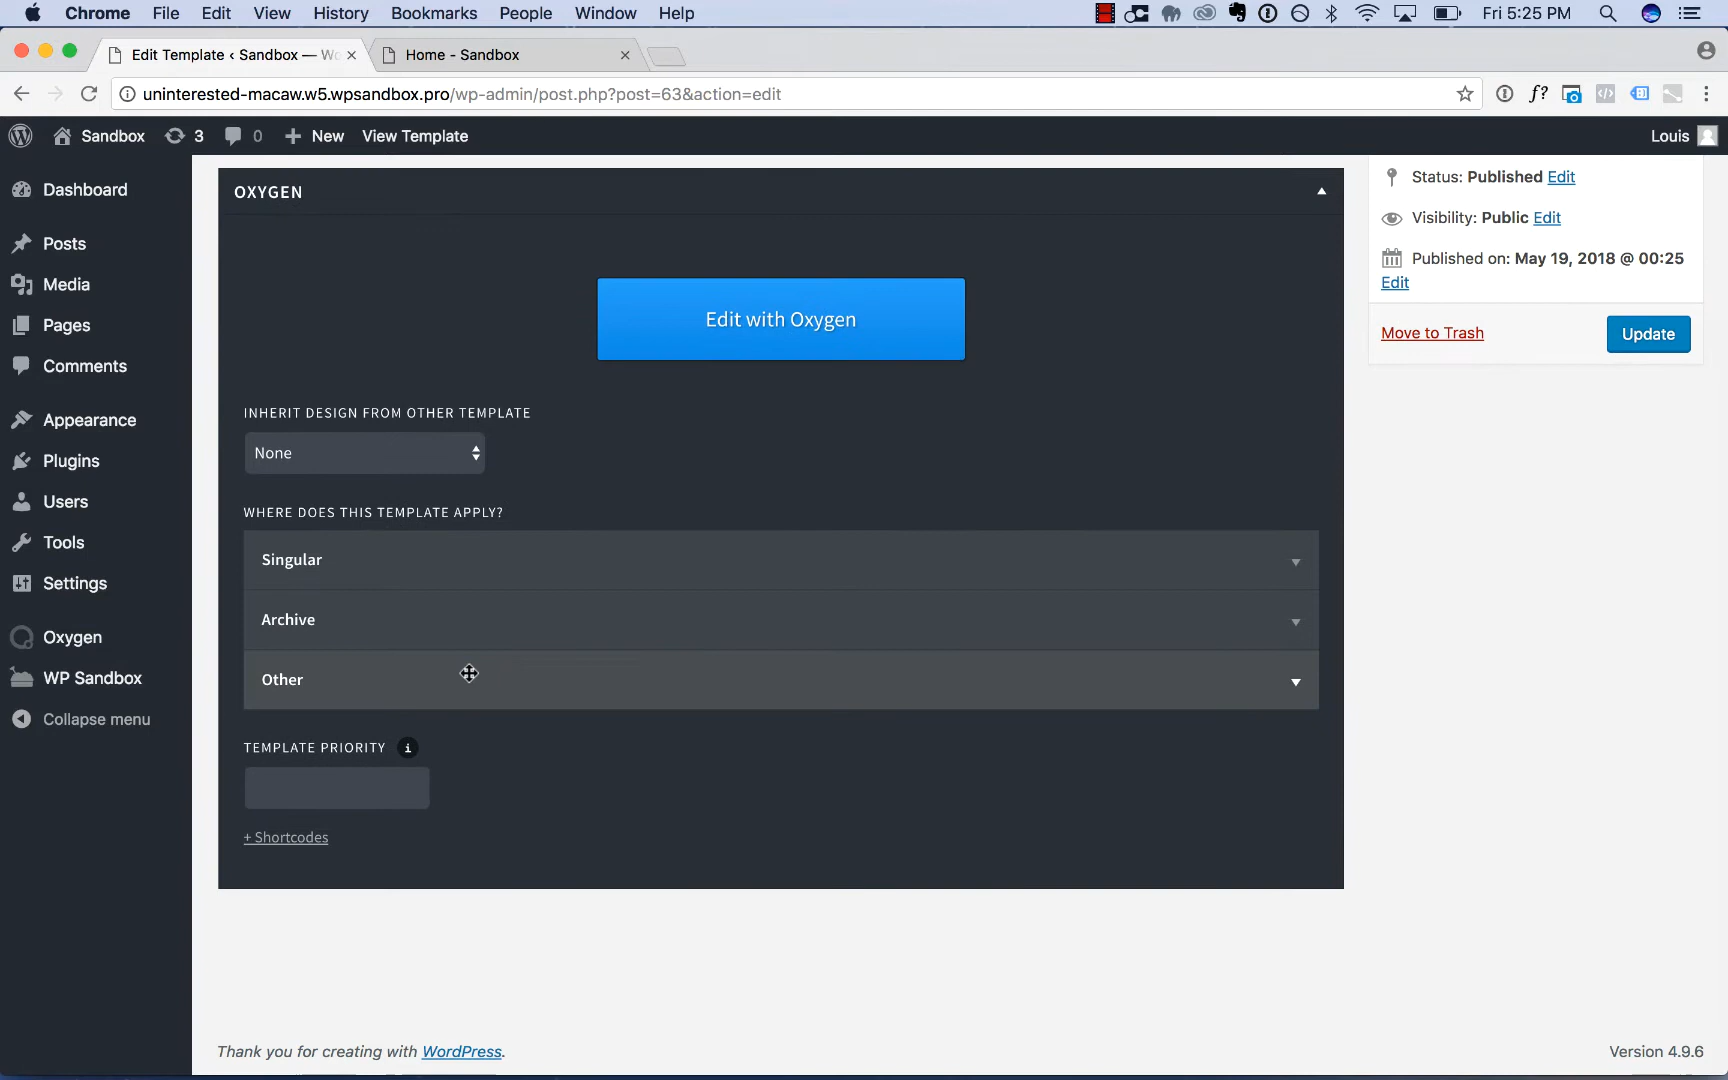 Chrome File Edit View History Bookmarks People Window Help Fri 5:25 PM
Edit Template ‹ Sandbox — Wo Home - Sandbox
uninterested-macaw.w5.wpsandbox.pro/wp-admin/post.php?post=63&action=edit f?
Sandbox 3 0 + New View Template Louis
Dashboard
Posts
Media
Pages
Comments
Appearance
Plugins
Users
Tools
Settings
Oxygen
WP Sandbox
Collapse menu
OXYGEN
Edit with Oxygen
INHERIT DESIGN FROM OTHER TEMPLATE
None
WHERE DOES THIS TEMPLATE APPLY?
Singular
Archive
Other
TEMPLATE PRIORITY i
+ Shortcodes
Status: Published Edit
Visibility: Public Edit
Published on: May 19, 2018 @ 00:25
Edit
Move to Trash Update
Thank you for creating with WordPress. Version 4.9.6